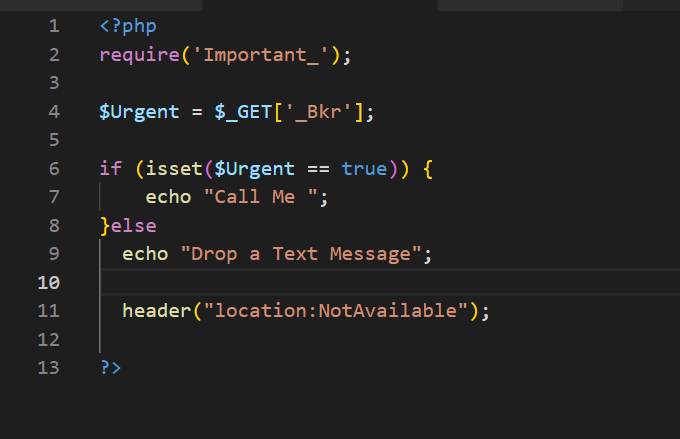 1 <?php
2 require('Important_');
3
4 $Urgent = $_GET['_Bkr'];
5
6 if (isset($Urgent == true)) {
7     echo "Call Me ";
8 }else
9   echo "Drop a Text Message";
10
11   header("location:NotAvailable");
12
13 ?>